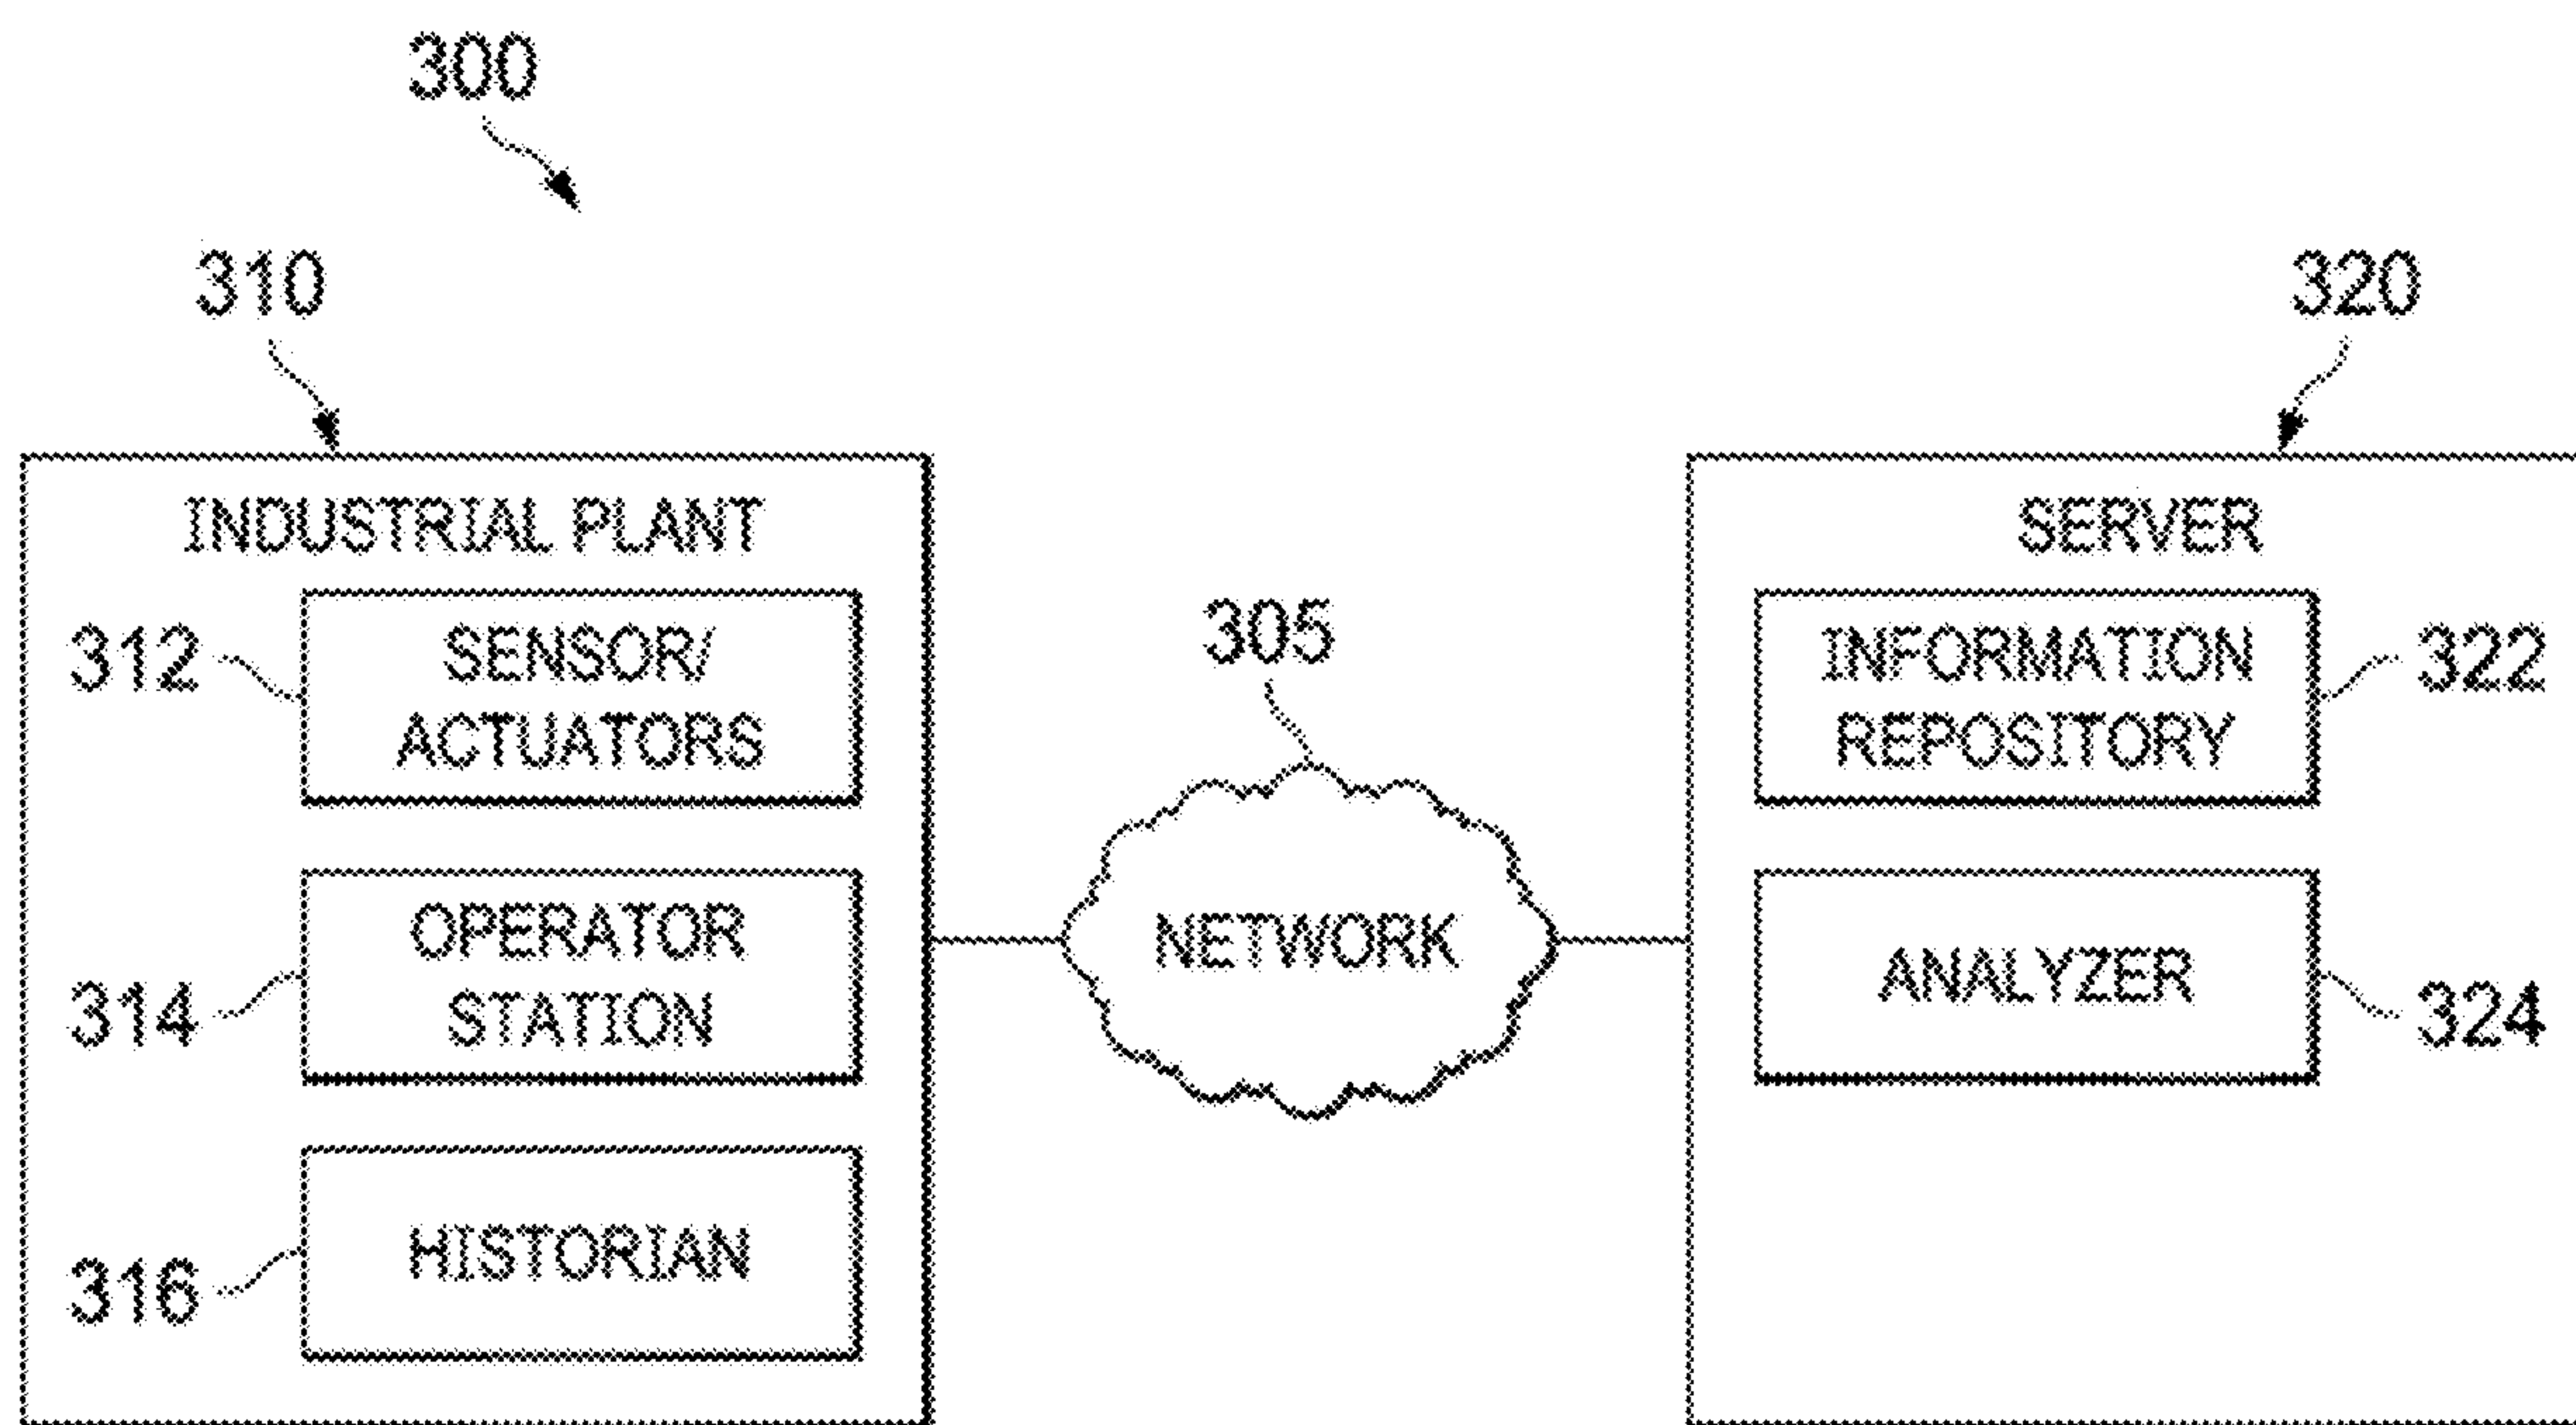 300
310
320
INDUSTRIAL PLANT
SERVER
312
SENSOR/
ACTUATORS
305
INFORMATION
REPOSITORY
322
314
OPERATOR
STATION
NETWORK
ANALYZER
324
316
HISTORIAN